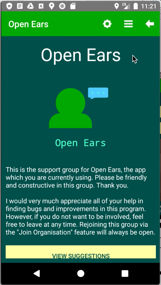 11:21
Open Ears
Open Ears
Open Ears
This is the support group for Open Ears, the app
which you are currently using. Please be friendly
and constructive in this group. Thank you.
I would very much appreciate all of your help in
finding bugs and improvements in this program.
However, if you do not want to be involved, feel
free to leave at any time. Rejoining this group via
the "Join Organisation" feature will always be open.
VIEW SUGGESTIONS